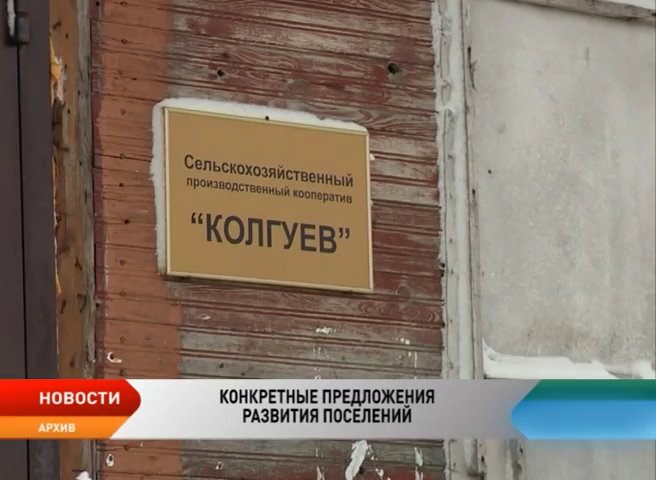 Сельскохозяйственный
производственный кооператив
“КОЛГУЕВ”
НОВОСТИ
АРХИВ
КОНКРЕТНЫЕ ПРЕДЛОЖЕНИЯ
РАЗВИТИЯ ПОСЕЛЕНИЙ